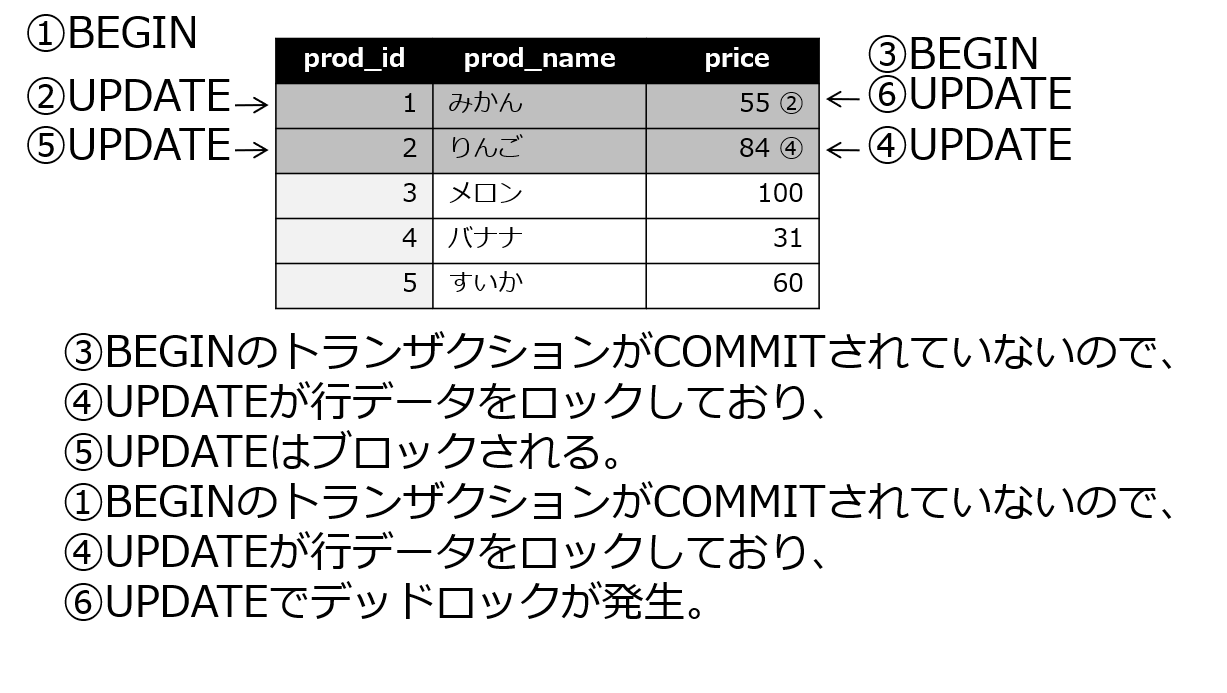 ①BEGIN
③BEGIN
prod_id prod_name price
②UPDATE→ 1 みかん 55 ② ←⑥UPDATE
⑤UPDATE→ 2 りんご 84 ④ ←④UPDATE
3 メロン 100
4 バナナ 31
5 すいか 60
③BEGINのトランザクションがCOMMITされていないので、
④UPDATEが行データをロックしており、
⑤UPDATEはブロックされる。
①BEGINのトランザクションがCOMMITされていないので、
④UPDATEが行データをロックしており、
⑥UPDATEでデッドロックが発生。